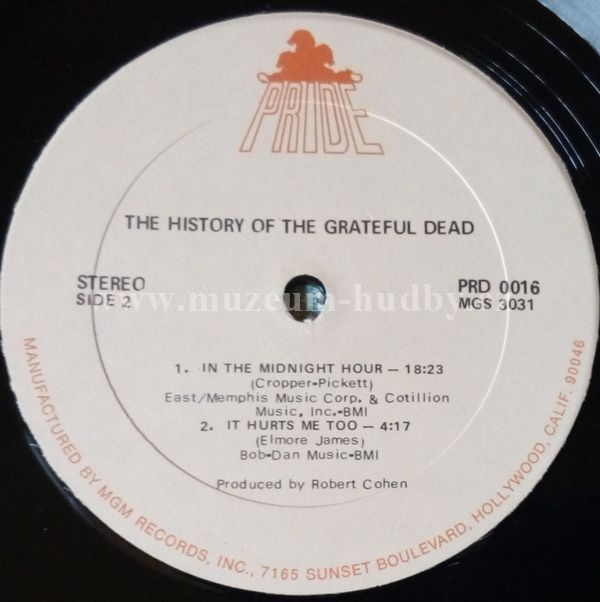 PRIDE
THE HISTORY OF THE GRATEFUL DEAD
STEREO
SIDE 2
PRD 0016
MGS 3031
www.muzeum-hudby.
1. IN THE MIDNIGHT HOUR — 18:23
(Cropper-Pickett)
East/Memphis Music Corp. & Cotillion
Music, Inc.-BMI
2. IT HURTS ME TOO — 4:17
(Elmore James)
Bob-Dan Music-BMI
Produced by Robert Cohen
MANUFACTURED BY MGM RECORDS, INC., 7165 SUNSET BOULEVARD, HOLLYWOOD, CALIF. 90046